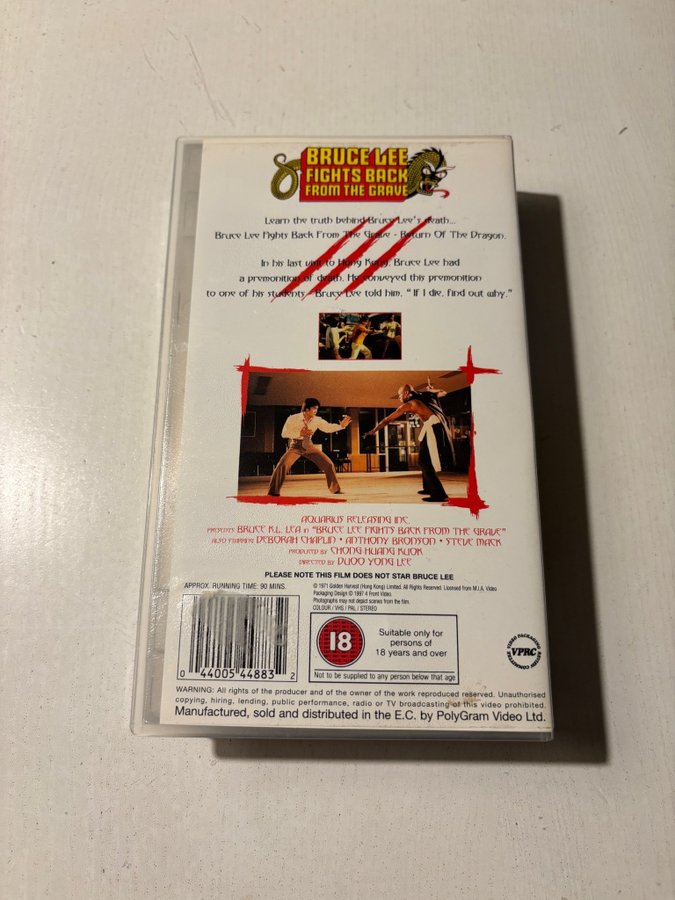 BRUCE LEE
FIGHTS BACK
FROM THE GRAVE
Learn the truth behind Bruce Lee's death...
Bruce Lee Fights Back From The Grave - Return Of The Dragon.
In his last visit to Hong Kong, Bruce Lee had
a premonition of death. He conveyed this premonition
to one of his students - Bruce Lee told him, "If I die, find out why."
AQUARIUS RELEASING INC.
PRESENTS BRUCE K.L. LEA in "BRUCE LEE FIGHTS BACK FROM THE GRAVE"
ALSO STARRING DEBORAH CHAPLIN • ANTHONY BRONSON • STEVE MACK
PRODUCED BY CHONG HUANG KUOK
DIRECTED BY DUOO YONG LEE
PLEASE NOTE THIS FILM DOES NOT STAR BRUCE LEE
APPROX. RUNNING TIME: 90 MINS.
© 1971 Golden Harvest (Hong Kong) Limited. All Rights Reserved. Licensed from M.I.A. Video
Packaging Design © 1997 4 Front Video.
Photographs may not depict scenes from the film.
COLOUR / VHS / PAL / STEREO
0 44005 44883 2
18
Suitable only for
persons of
18 years and over
Not to be supplied to any person below that age
VIDEO PACKAGING REVIEW COMMITTEE
VPRC
WARNING: All rights of the producer and of the owner of the work reproduced reserved. Unauthorised
copying, hiring, lending, public performance, radio or TV broadcasting of this video prohibited.
Manufactured, sold and distributed in the E.C. by PolyGram Video Ltd.